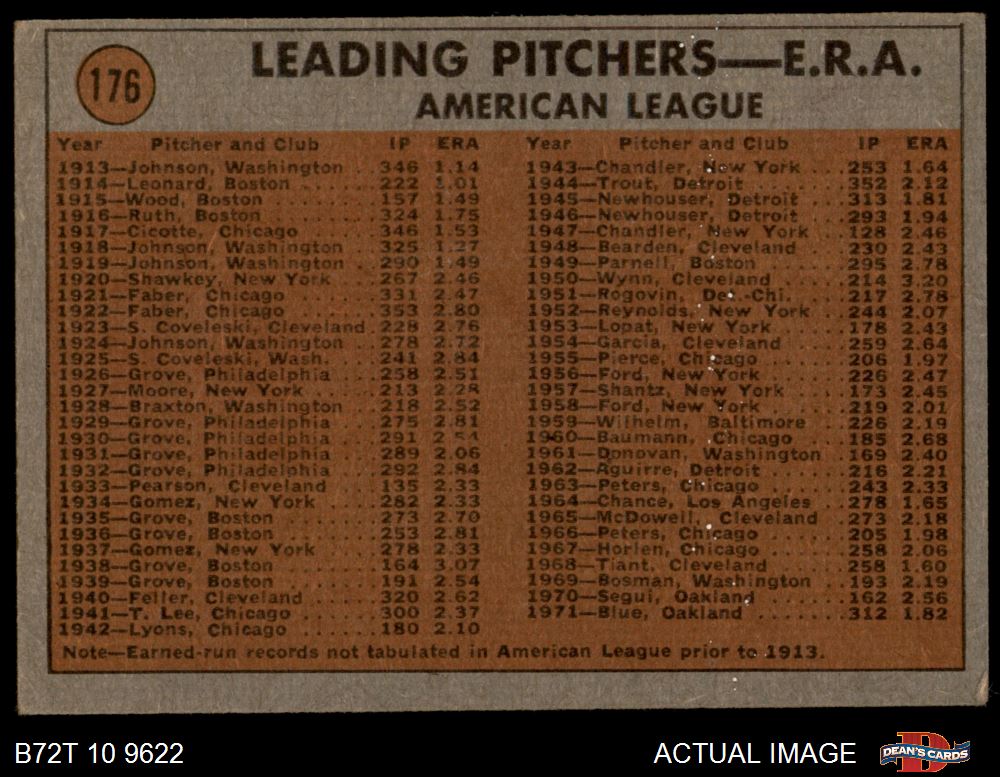 176
LEADING PITCHERS—E.R.A.
AMERICAN LEAGUE
Year Pitcher and Club IP ERA
1913—Johnson, Washington . 346 1.14
1914—Leonard, Boston ...... 222 1.01
1915—Wood, Boston ........ 157 1.49
1916—Ruth, Boston ........ 324 1.75
1917—Cicotte, Chicago ..... 346 1.53
1918—Johnson, Washington .. 325 1.27
1919—Johnson, Washington .. 290 1.49
1920—Shawkey, New York ... 267 2.46
1921—Faber, Chicago ...... 331 2.47
1922—Faber, Chicago ...... 353 2.80
1923—S. Coveleski, Cleveland . 228 2.76
1924—Johnson, Washington .. 278 2.72
1925—S. Coveleski, Wash. ... 241 2.84
1926—Grove, Philadelphia ... 258 2.51
1927—Moore, New York ..... 213 2.28
1928—Braxton, Washington .. 218 2.52
1929—Grove, Philadelphia ... 275 2.81
1930—Grove, Philadelphia ... 291 2.54
1931—Grove, Philadelphia ... 289 2.06
1932—Grove, Philadelphia ... 292 2.84
1933—Pearson, Cleveland .... 135 2.33
1934—Gomez, New York .... 282 2.33
1935—Grove, Boston ....... 273 2.70
1936—Grove, Boston ....... 253 2.81
1937—Gomez, New York .... 278 2.33
1938—Grove, Boston ....... 164 3.07
1939—Grove, Boston ....... 191 2.54
1940—Feller, Cleveland ..... 320 2.62
1941—T. Lee, Chicago ...... 300 2.37
1942—Lyons, Chicago ...... 180 2.10
Year Pitcher and Club IP ERA
1943—Chandler, New York ... 253 1.64
1944—Trout, Detroit ....... 352 2.12
1945—Newhouser, Detroit ... 313 1.81
1946—Newhouser, Detroit ... 293 1.94
1947—Chandler, New York .. 128 2.46
1948—Bearden, Cleveland ... 230 2.43
1949—Parnell, Boston ...... 295 2.78
1950—Wynn, Cleveland ..... 214 3.20
1951—Rogovin, Det.-Chi. .... 217 2.78
1952—Reynolds, New York .. 244 2.07
1953—Lopat, New York ..... 178 2.43
1954—Garcia, Cleveland .... 259 2.64
1955—Pierce, Chicago ...... 206 1.97
1956—Ford, New York ...... 226 2.47
1957—Shantz, New York .... 173 2.45
1958—Ford, New York ...... 219 2.01
1959—Wilhelm, Baltimore ... 226 2.19
1960—Baumann, Chicago .... 185 2.68
1961—Donovan, Washington . 169 2.40
1962—Aguirre, Detroit ...... 216 2.21
1963—Peters, Chicago ...... 243 2.33
1964—Chance, Los Angeles .. 278 1.65
1965—McDowell, Cleveland .. 273 2.18
1966—Peters, Chicago ...... 205 1.98
1967—Horlen, Chicago ...... 258 2.06
1968—Tiant, Cleveland ..... 258 1.60
1969—Bosman, Washington .. 193 2.19
1970—Segui, Oakland ...... 162 2.56
1971—Blue, Oakland ....... 312 1.82
Note—Earned-run records not tabulated in American League prior to 1913.
B72T 10 9622
ACTUAL IMAGE
DEAN'S CARDS